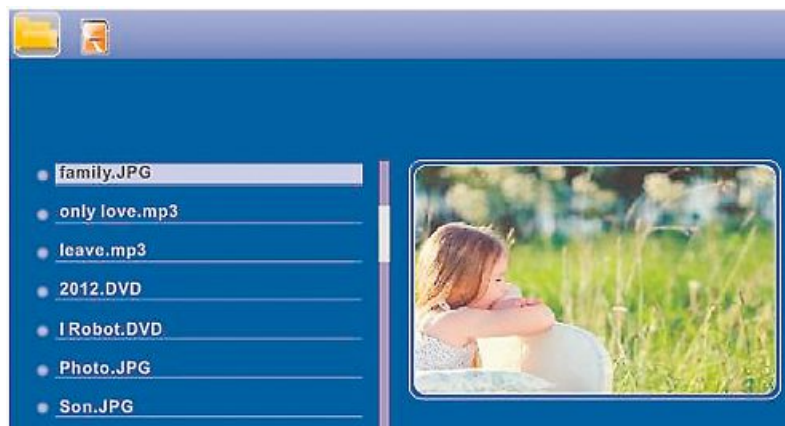 family.JPG
only love.mp3
leave.mp3
2012.DVD
I Robot.DVD
Photo.JPG
Son.JPG